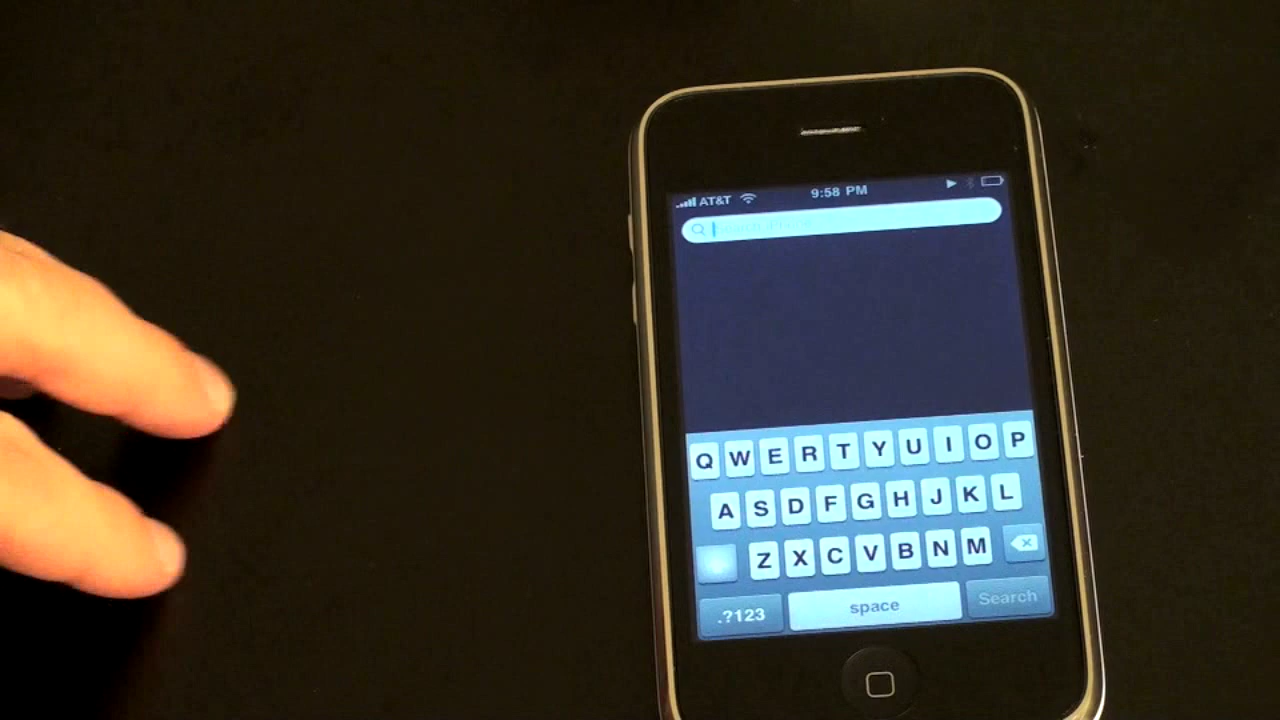 AT&T 9:58 PM
Q W E R T Y U I O P
A S D F G H J K L
Z X C V B N M
.?123 space Search